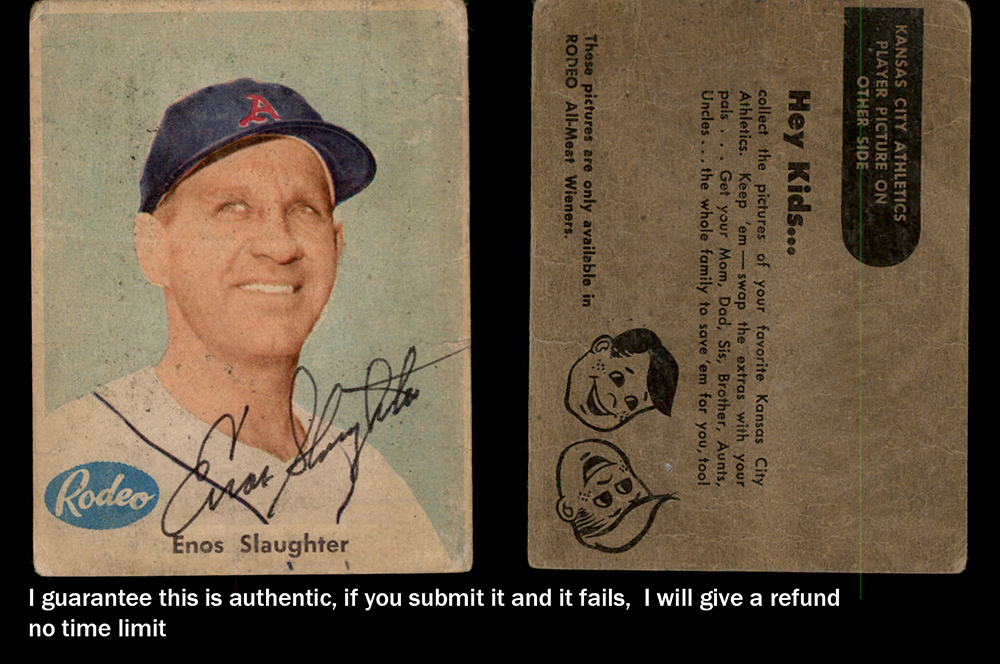 A
Enos Slaughter
Rodeo
Enos Slaughter
KANSAS CITY ATHLETICS
PLAYER PICTURE ON
OTHER SIDE
Hey Kids...
collect the pictures of your favorite Kansas City
Athletics. Keep 'em — swap the extras with your
pals . . . Get your Mom, Dad, Sis, Brother, Aunts,
Uncles . . . the whole family to save 'em for you, too!
These pictures are only available in
RODEO All-Meat Wieners.
I guarantee this is authentic, if you submit it and it fails, I will give a refund
no time limit